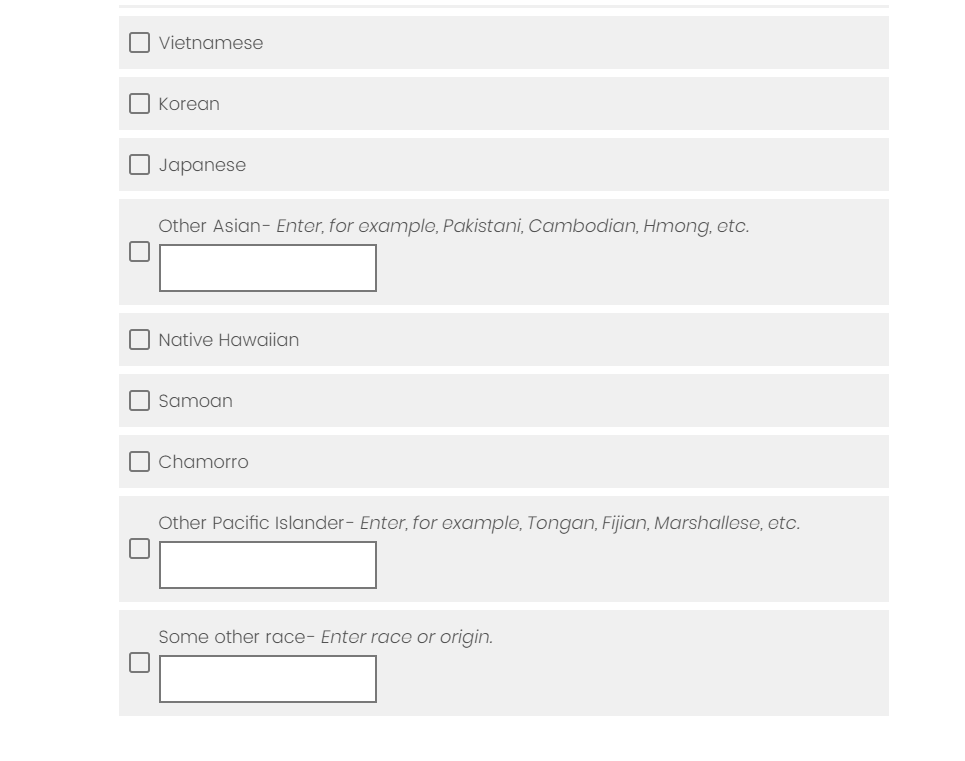 Vietnamese
Korean
Japanese
Other Asian- Enter, for example, Pakistani, Cambodian, Hmong, etc.
Native Hawaiian
Samoan
Chamorro
Other Pacific Islander- Enter, for example, Tongan, Fijian, Marshallese, etc.
Some other race- Enter race or origin.